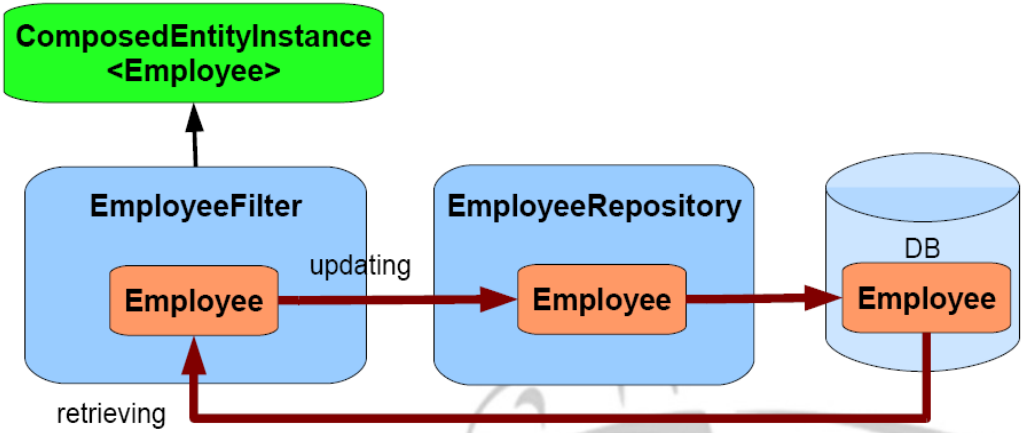 ComposedEntityInstance
<Employee>
EmployeeFilter
EmployeeRepository
DB
updating
Employee
Employee
Employee
retrieving